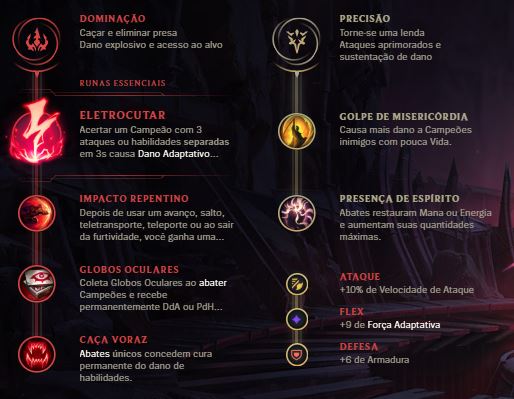 DOMINAÇÃO
Caçar e eliminar presa
Dano explosivo e acesso ao alvo
RUNAS ESSENCIAIS
ELETROCUTAR
Acertar um Campeão com 3
ataques ou habilidades separadas
em 3s causa Dano Adaptativo...
IMPACTO REPENTINO
Depois de usar um avanço, salto,
teletransporte, teleporte ou ao sair
da furtividade, você ganha uma...
GLOBOS OCULARES
Coleta Globos Oculares ao abater
Campeões e recebe
permanentemente DdA ou PdH...
CAÇA VORAZ
Abates únicos concedem cura
permanente do dano de
habilidades.
PRECISÃO
Torne-se uma lenda
Ataques aprimorados e
sustentação de dano
GOLPE DE MISERICÓRDIA
Causa mais dano a Campeões
inimigos com pouca Vida.
PRESENÇA DE ESPÍRITO
Abates restauram Mana ou Energia
e aumentam suas quantidades
máximas.
ATAQUE
+10% de Velocidade de Ataque
FLEX
+9 de Força Adaptativa
DEFESA
+6 de Armadura